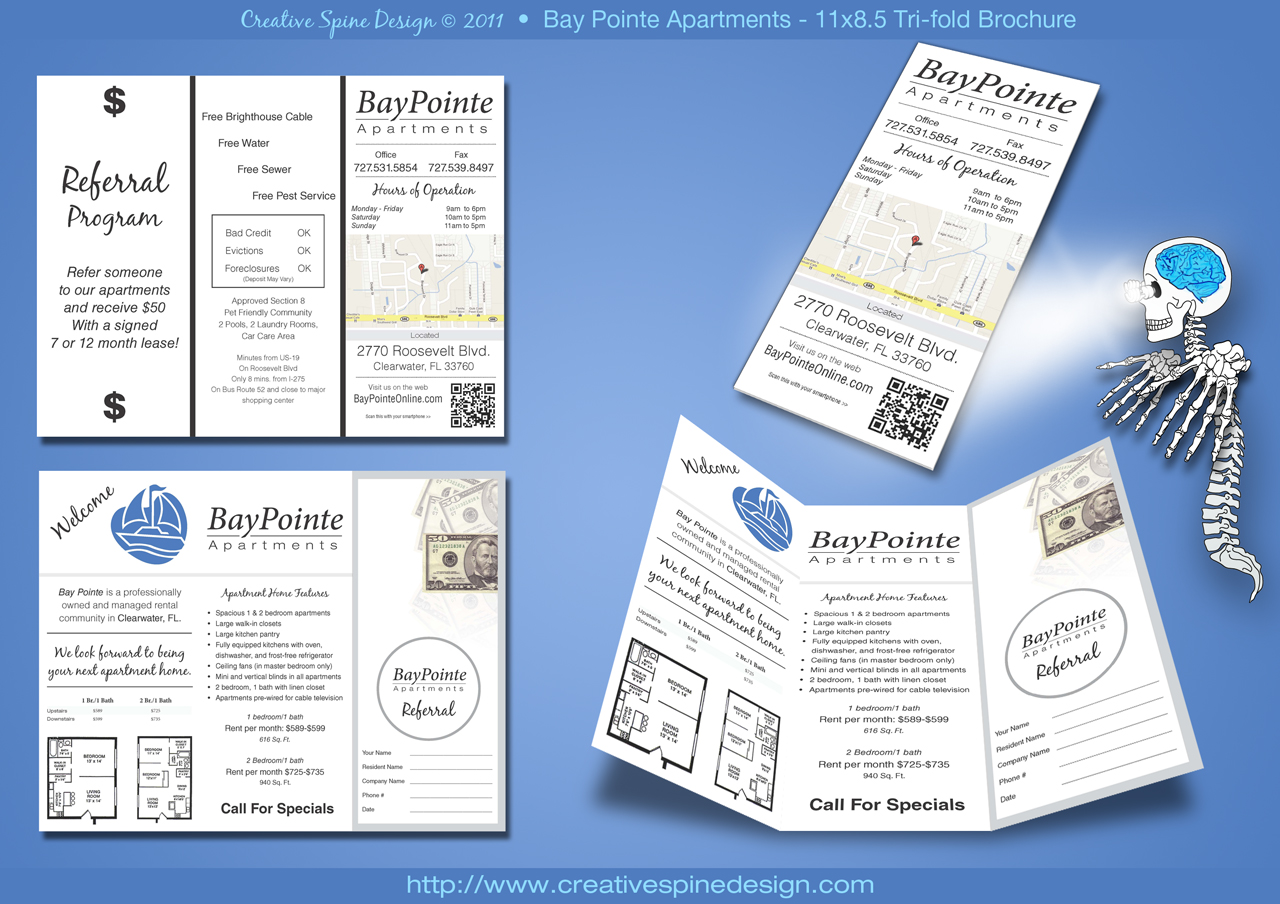 Creative Spine Design © 2011 • Bay Pointe Apartments - 11x8.5 Tri-fold Brochure
$
Referral
Program
Refer someone
to our apartments
and receive $50
With a signed
7 or 12 month lease!
$
Free Brighthouse Cable
Free Water
Free Sewer
Free Pest Service
Bad Credit OK
Evictions OK
Foreclosures OK
(Deposit May Vary)
Approved Section 8
Pet Friendly Community
2 Pools, 2 Laundry Rooms,
Car Care Area
Minutes from US-19
On Roosevelt Blvd
Only 8 mins. from I-275
On Bus Route 52 and close to major
shopping center
BayPointe
Apartments
Office Fax
727.531.5854 727.539.8497
Hours of Operation
Monday - Friday 9am to 6pm
Saturday 10am to 5pm
Sunday 11am to 5pm
Located
2770 Roosevelt Blvd.
Clearwater, FL 33760
Visit us on the web
BayPointeOnline.com
Scan this with your smartphone >>
BayPointe
Apartments
Office Fax
727.531.5854 727.539.8497
Hours of Operation
Monday - Friday 9am to 6pm
Saturday 10am to 5pm
Sunday 11am to 5pm
Roosevelt Blvd
Located
2770 Roosevelt Blvd.
Clearwater, FL 33760
Visit us on the web
BayPointeOnline.com
Scan this with your smartphone >>
Welcome
Bay Pointe is a professionally
owned and managed rental
community in Clearwater, FL.
We look forward to being
your next apartment home.
1 Br./1 Bath 2 Br./1 Bath
Upstairs $589 $725
Downstairs $599 $735
BEDROOM
13' x 14'
LIVING
ROOM
13' x 14'
BayPointe
Apartments
Apartment Home Features
• Spacious 1 & 2 bedroom apartments
• Large walk-in closets
• Large kitchen pantry
• Fully equipped kitchens with oven,
dishwasher, and frost-free refrigerator
• Ceiling fans (in master bedroom only)
• Mini and vertical blinds in all apartments
• 2 bedroom, 1 bath with linen closet
• Apartments pre-wired for cable television
1 bedroom/1 bath
Rent per month: $589-$599
616 Sq. Ft.
2 Bedroom/1 bath
Rent per month $725-$735
940 Sq. Ft.
Call For Specials
50
BayPointe
Apartments
Referral
Your Name
Resident Name
Company Name
Phone #
Date
Welcome
Bay Pointe is a professionally
owned and managed rental
community in Clearwater, FL.
We look forward to being
your next apartment home.
1 Br./1 Bath 2 Br./1 Bath
Upstairs $589 $725
Downstairs $599 $735
BEDROOM
13' x 14'
LIVING
ROOM
13' x 14'
BayPointe
Apartments
Apartment Home Features
• Spacious 1 & 2 bedroom apartments
• Large walk-in closets
• Large kitchen pantry
• Fully equipped kitchens with oven,
dishwasher, and frost-free refrigerator
• Ceiling fans (in master bedroom only)
• Mini and vertical blinds in all apartments
• 2 bedroom, 1 bath with linen closet
• Apartments pre-wired for cable television
1 bedroom/1 bath
Rent per month: $589-$599
616 Sq. Ft.
2 Bedroom/1 bath
Rent per month $725-$735
940 Sq. Ft.
Call For Specials
BayPointe
Apartments
Referral
Your Name
Resident Name
Company Name
Phone #
Date
http://www.creativespinedesign.com